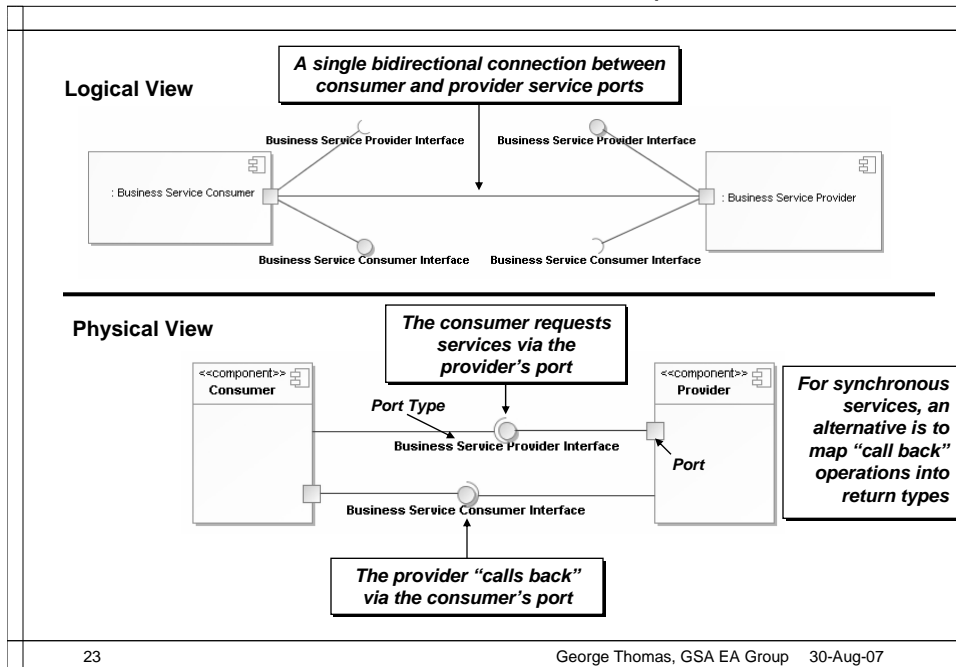 A single bidirectional connection between
consumer and provider service ports
Logical View
Business Service Provider Interface
Business Service Provider Interface
: Business Service Consumer
: Business Service Provider
Business Service Consumer Interface
Business Service Consumer Interface
Physical View
The consumer requests
services via the
provider's port
<<component>>
Consumer
<<component>>
Provider
Port Type
Business Service Provider Interface
Port
Business Service Consumer Interface
For synchronous
services, an
alternative is to
map “call back”
operations into
return types
The provider “calls back”
via the consumer's port
23
George Thomas, GSA EA Group 30-Aug-07